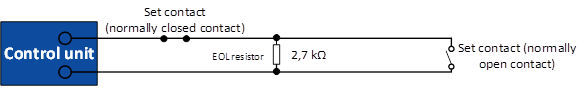 Set contact
(normally closed contact)
Control unit
EOL resistor
2,7 kΩ
Set contact (normally
open contact)